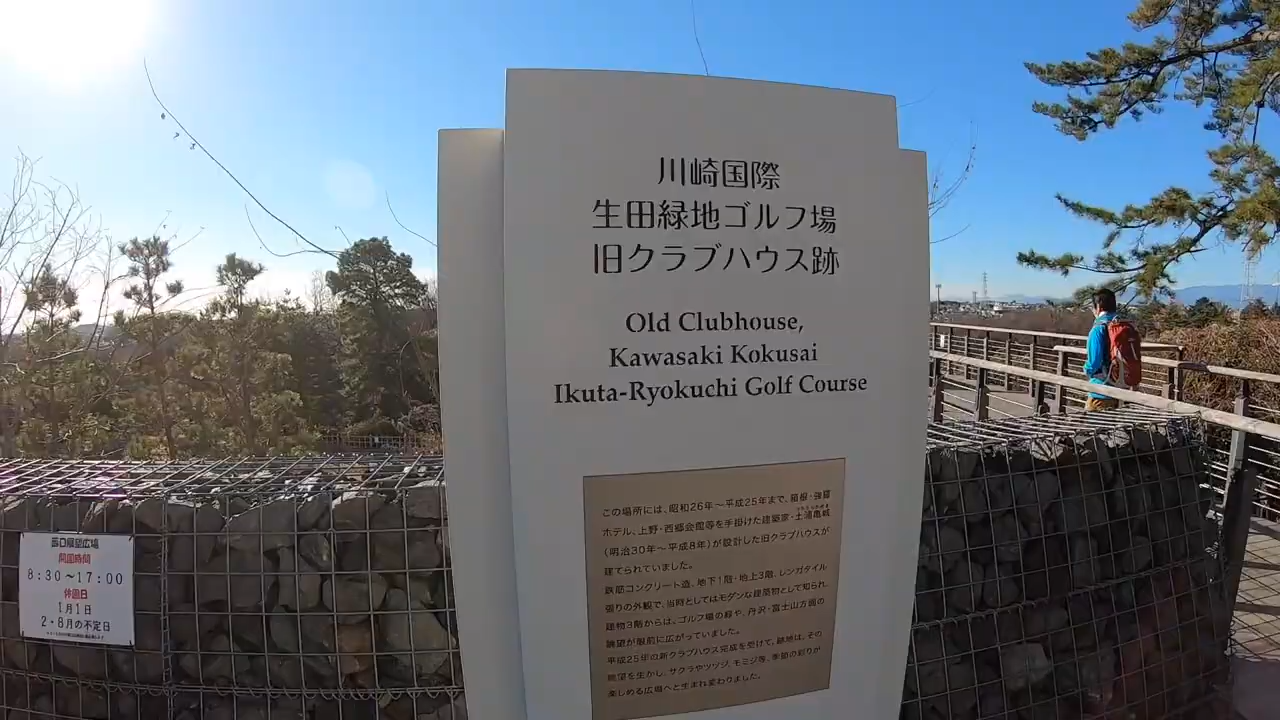 川崎国際
生田緑地ゴルフ場
旧クラブハウス跡
Old Clubhouse,
Kawasaki Kokusai
Ikuta-Ryokuchi Golf Course
この場所には、昭和26年〜平成25年まで、箱根・強羅
ホテル、上野・西郷会館等を手掛けた建築家・土浦亀城
(明治30年〜平成8年)が設計した旧クラブハウスが
建てられていました。
鉄筋コンクリート造、地下1階・地上3階、レンガタイル
張りの外観で、当時としてはモダンな建築物として知られ、
建物3階からは、ゴルフ場の緑や、丹沢・富士山方面の
眺望が眼前に広がっていました。
平成25年の新クラブハウス完成を受けて、跡地は、その
眺望を生かし、サクラやツツジ、モミジ等、季節の彩りが
楽しめる広場へと生まれ変わりました。
展望広場
開園時間
8:30〜17:00
休園日
1月1日
2・8月の不定日